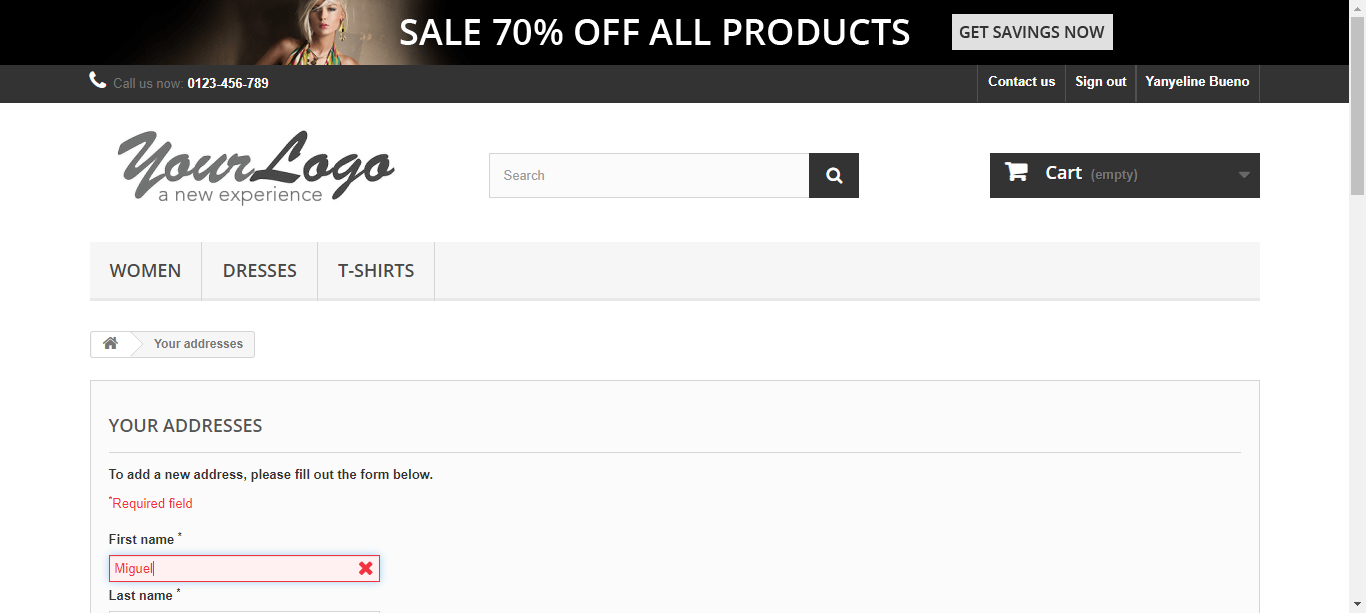 SALE 70% OFF ALL PRODUCTS GET SAVINGS NOW
Call us now: 0123-456-789 Contact us Sign out Yanyeline Bueno
Your Logo
a new experience
Search Cart (empty)
WOMEN DRESSES T-SHIRTS
Your addresses
YOUR ADDRESSES
To add a new address, please fill out the form below.
*Required field
First name *
Miguel
Last name *